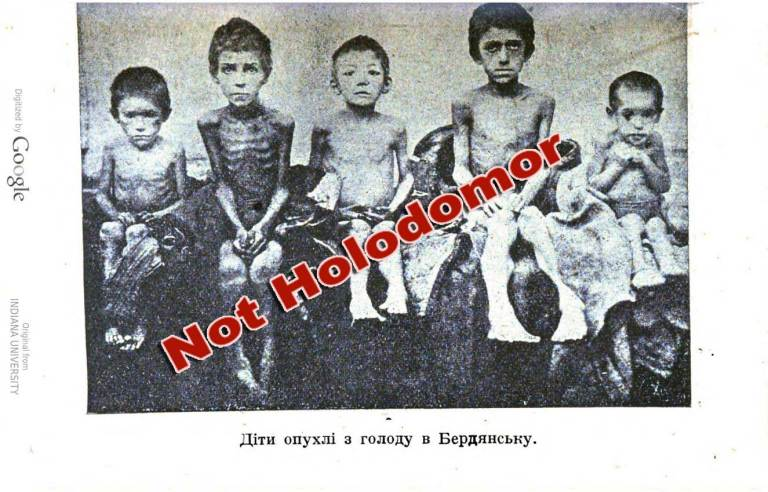 Digitized by Google
Original from
INDIANA UNIVERSITY
Not Holodomor
Діти опухлі з голоду в Бердянську.